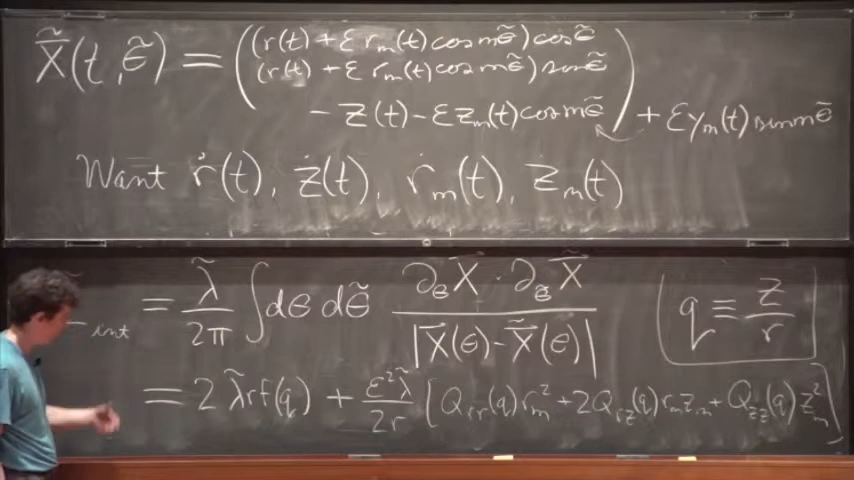 X̃(t,θ̃) = ((r(t) + ε r_m(t) cos mθ̃) cos θ̃
(r(t) + ε r_m(t) cos mθ̃) sin θ̃
- z(t) - ε z_m(t) cos mθ̃) + ε y_m(t) sin mθ̃
Want ṙ(t), ż(t), ṙ_m(t), ż_m(t)
int = λ̃/2π ∫dθ dθ̃ ∂_θ X⃗ · ∂_θ̃ X̃ / |X⃗(θ) - X̃(θ)| q ≡ z/r
= 2 λ̃ r f(q) + ε²λ̃/2r (Q_rr(q) r_m² + 2Q_rz(q) r_m z_m + Q_zz(q) z_m²)